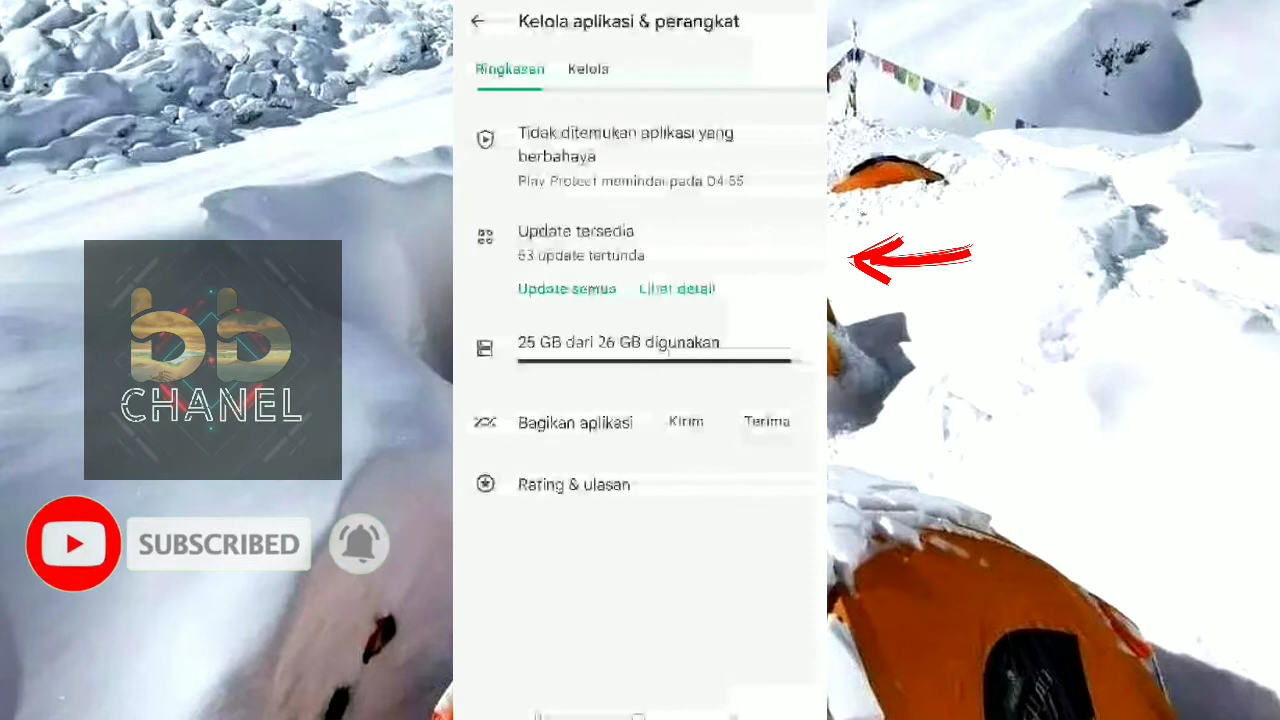 Kelola aplikasi & perangkat
Ringkasan Kelola
Tidak ditemukan aplikasi yang
berbahaya
Play Protect memindai pada 04.55
Update tersedia
63 update tertunda
Update semua Lihat detail
25 GB dari 26 GB digunakan
Bagikan aplikasi Kirim Terima
Rating & ulasan
bb
CHANEL
SUBSCRIBED